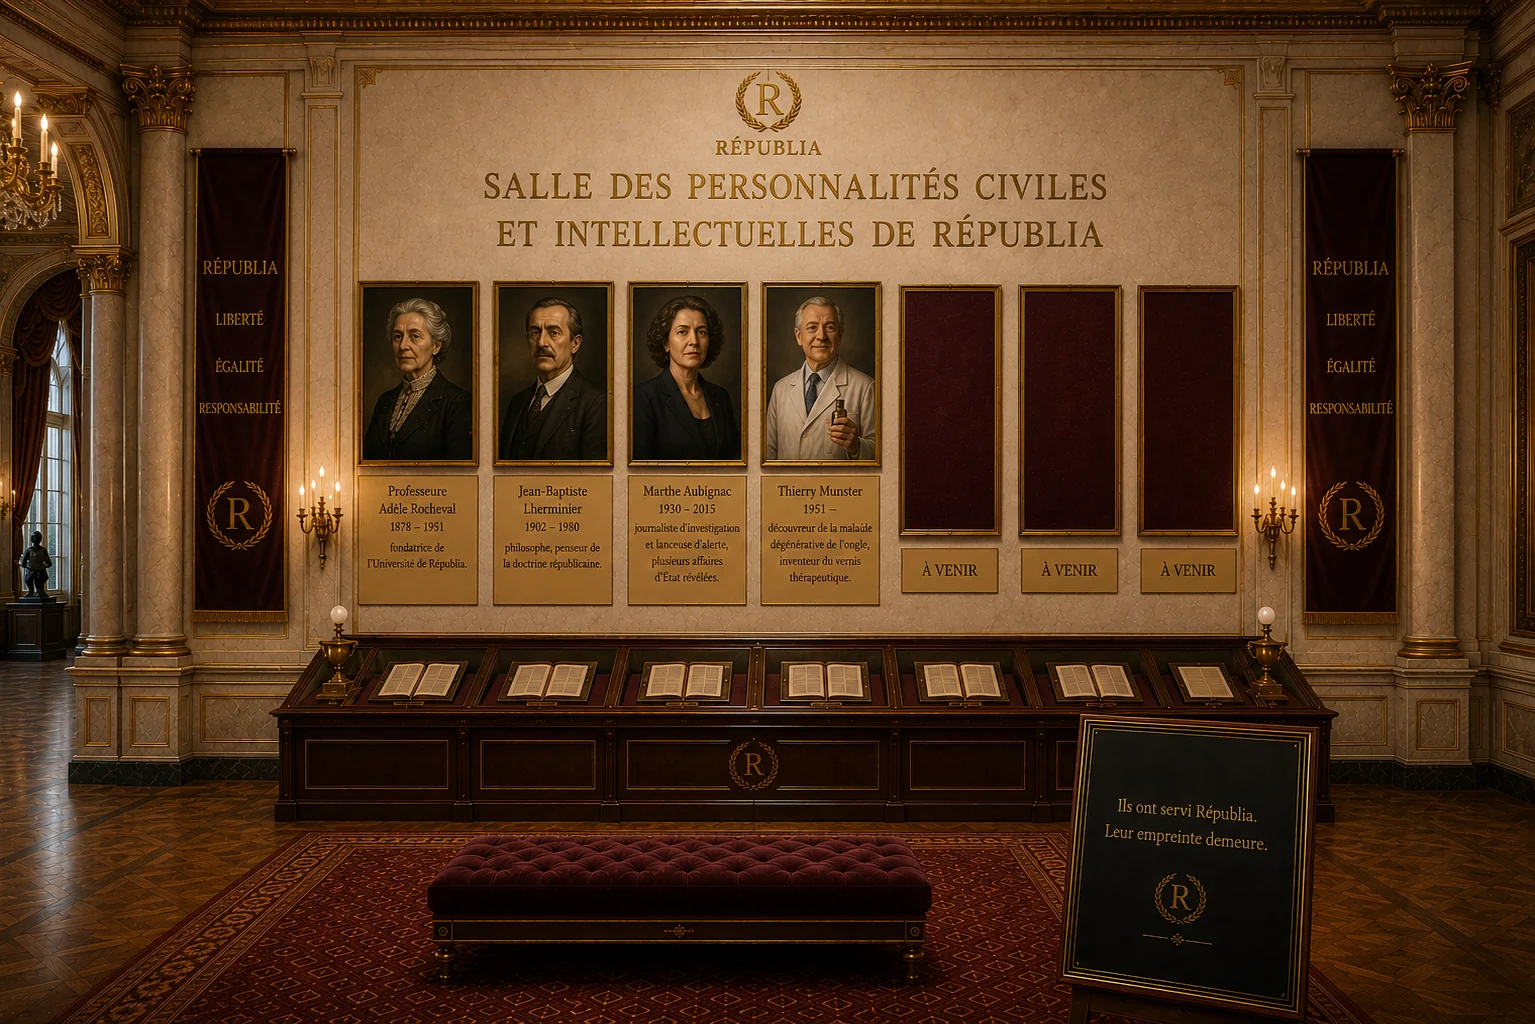 R
RÉPUBLIA
SALLE DES PERSONNALITÉS CIVILES
ET INTELLECTUELLES DE RÉPUBLIA
RÉPUBLIA
LIBERTÉ
ÉGALITÉ
RESPONSABILITÉ
R
Professeure
Adèle Rocheval
1878 – 1951
fondatrice de
l'Université de Républia.
Jean-Baptiste
Lherminier
1902 – 1980
philosophe, penseur de
la doctrine républicaine.
Marthe Aubignac
1930 – 2015
journaliste d'investigation
et lanceuse d'alerte,
plusieurs affaires
d'État révélées.
Thierry Munster
1951 –
découvreur de la maladie
dégénérative de l'ongle,
inventeur du vernis
thérapeutique.
À VENIR
À VENIR
À VENIR
RÉPUBLIA
LIBERTÉ
ÉGALITÉ
RESPONSABILITÉ
R
R
Ils ont servi Républia.
Leur empreinte demeure.
R